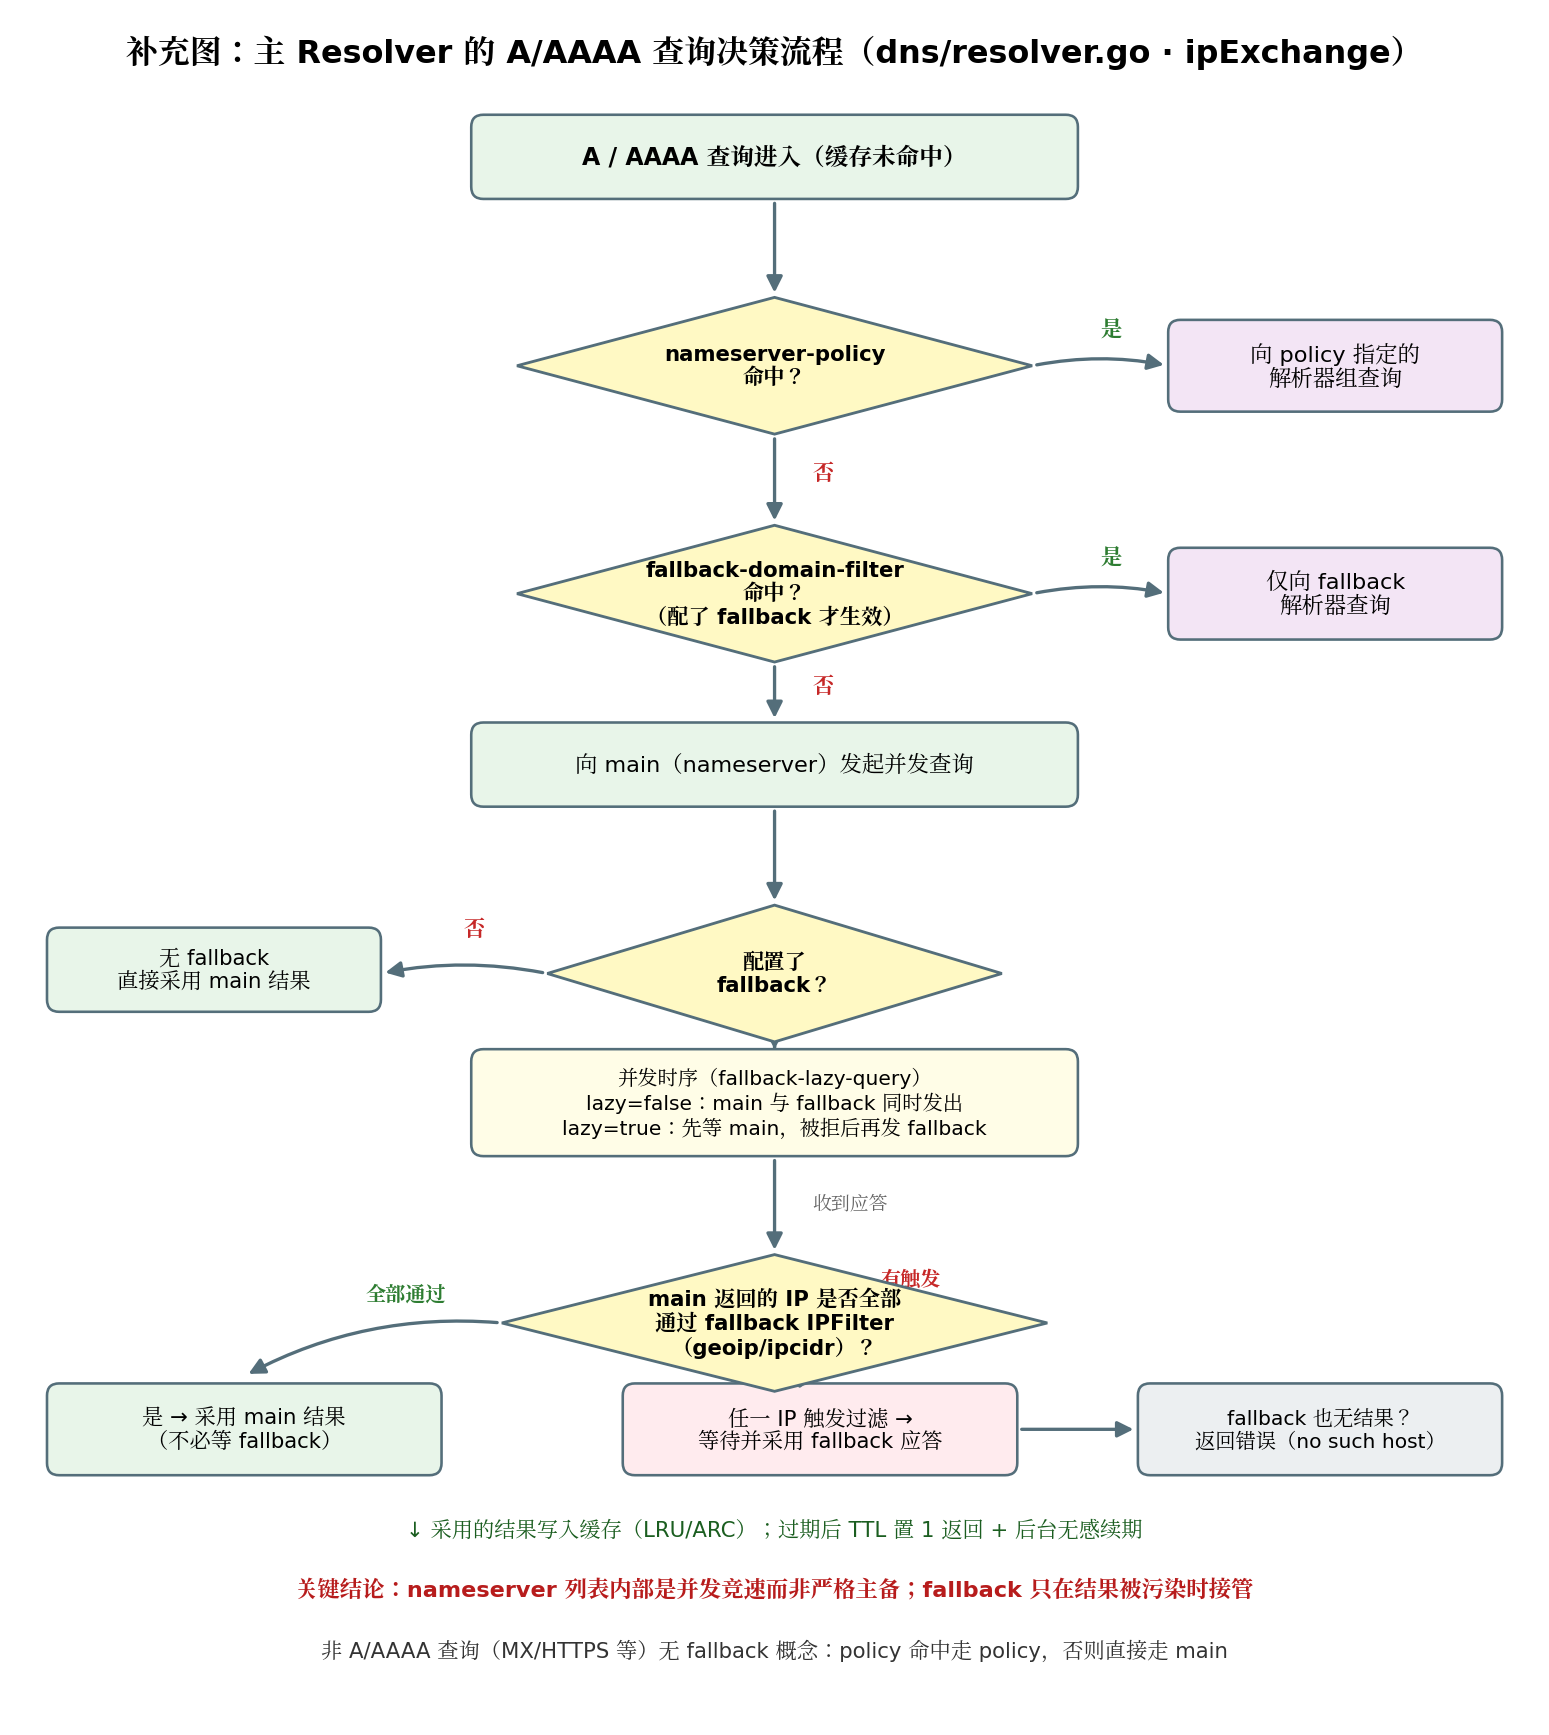 补充图：主 Resolver 的 A/AAAA 查询决策流程（dns/resolver.go · ipExchange）
A / AAAA 查询进入（缓存未命中）
nameserver-policy
命中？
是
向 policy 指定的
解析器组查询
否
fallback-domain-filter
命中？
（配了 fallback 才生效）
是
仅向 fallback
解析器查询
否
向 main（nameserver）发起并发查询
配置了
fallback？
否
无 fallback
直接采用 main 结果
并发时序（fallback-lazy-query）
lazy=false：main 与 fallback 同时发出
lazy=true：先等 main，被拒后再发 fallback
收到应答
main 返回的 IP 是否全部
通过 fallback IPFilter
（geoip/ipcidr）？
有触发
全部通过
是 → 采用 main 结果
（不必等 fallback）
任一 IP 触发过滤 →
等待并采用 fallback 应答
fallback 也无结果？
返回错误（no such host）
↓ 采用的结果写入缓存（LRU/ARC）；过期后 TTL 置 1 返回 + 后台无感续期
关键结论：nameserver 列表内部是并发竞速而非严格主备；fallback 只在结果被污染时接管
非 A/AAAA 查询（MX/HTTPS 等）无 fallback 概念：policy 命中走 policy，否则直接走 main